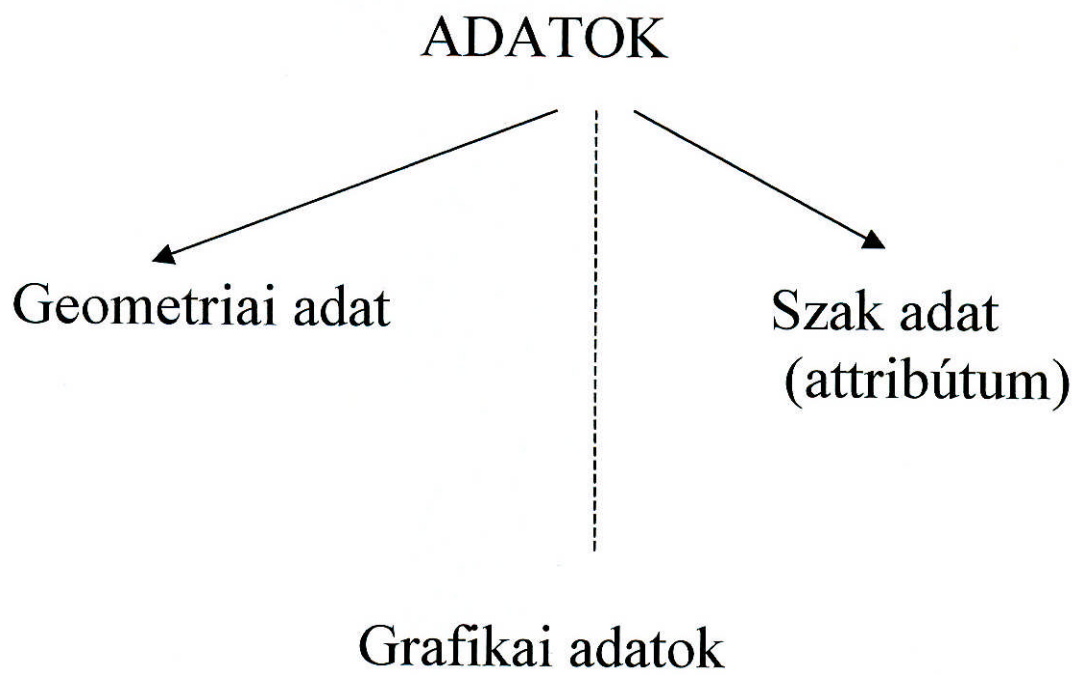 ADATOK
Geometriai adat
Szak adat
(attribútum)
Grafikai adatok